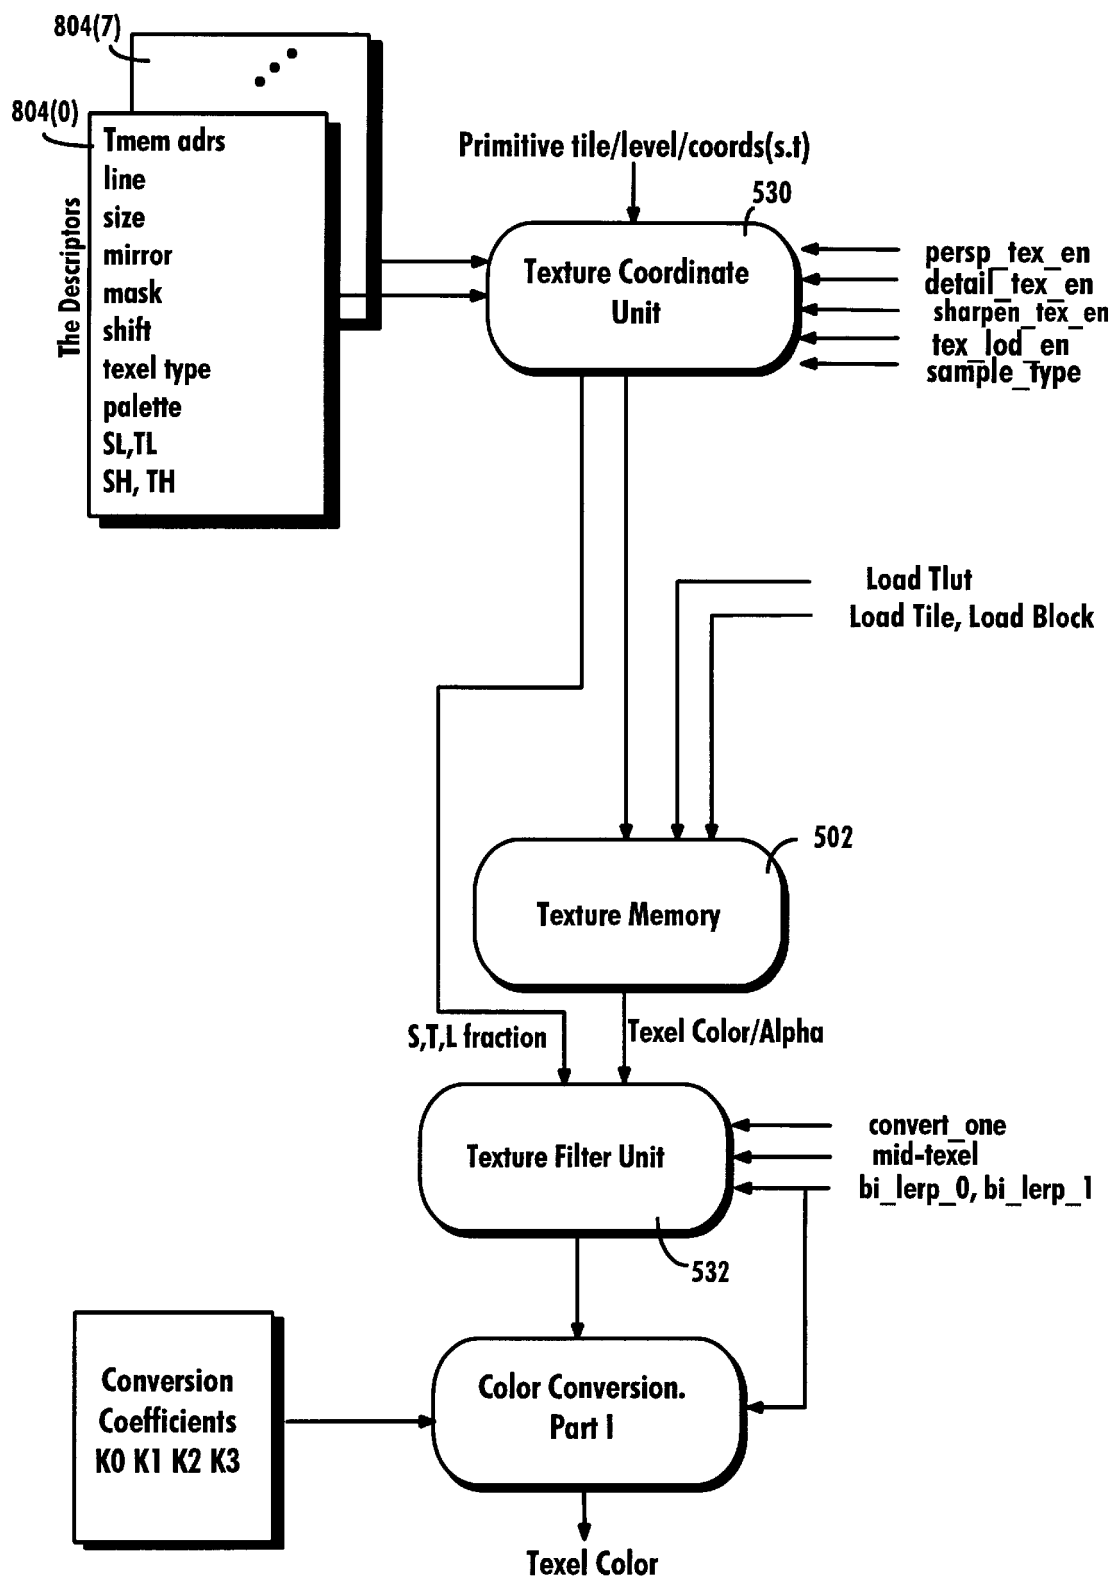 804(7)
804(0)
The Descriptors
Tmem adrs
line
size
mirror
mask
shift
texel type
palette
SL,TL
SH, TH
Primitive tile/level/coords(s.t)
530
Texture Coordinate
Unit
persp_tex_en
detail_tex_en
sharpen_tex_en
tex_lod_en
sample_type
Load Tlut
Load Tile, Load Block
502
Texture Memory
S,T,L fraction
Texel Color/Alpha
Texture Filter Unit
convert_one
mid-texel
bi_lerp_0, bi_lerp_1
532
Conversion
Coefficients
K0 K1 K2 K3
Color Conversion.
Part I
Texel Color